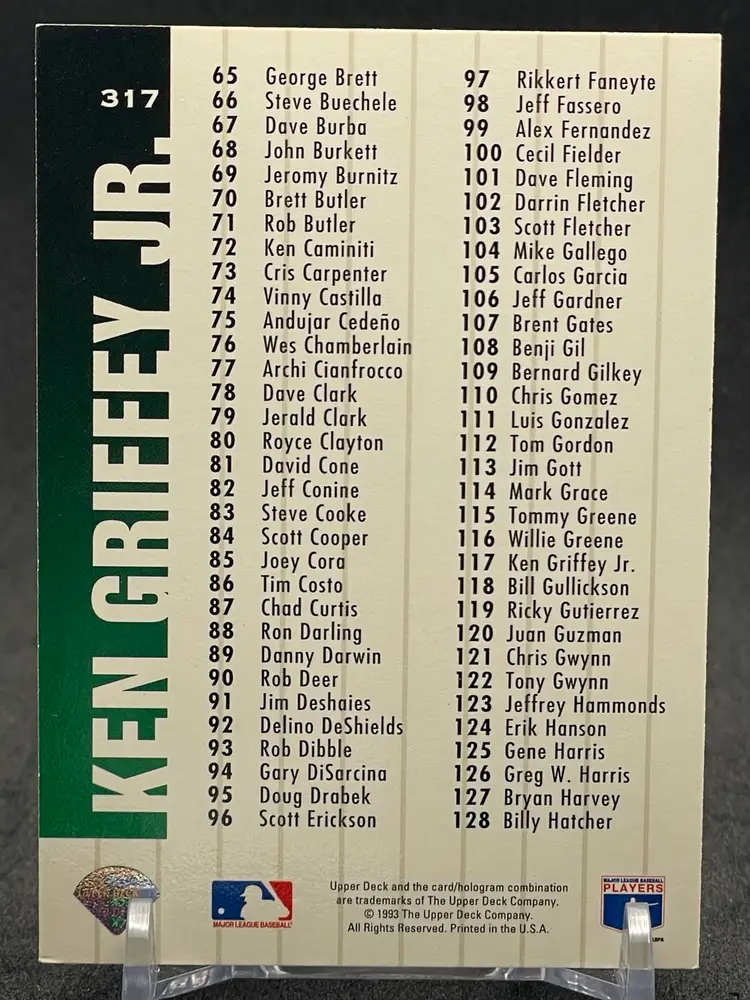 317
KEN GRIFFEY JR.
65 George Brett
66 Steve Buechele
67 Dave Burba
68 John Burkett
69 Jeromy Burnitz
70 Brett Butler
71 Rob Butler
72 Ken Caminiti
73 Cris Carpenter
74 Vinny Castilla
75 Andujar Cedeño
76 Wes Chamberlain
77 Archi Cianfrocco
78 Dave Clark
79 Jerald Clark
80 Royce Clayton
81 David Cone
82 Jeff Conine
83 Steve Cooke
84 Scott Cooper
85 Joey Cora
86 Tim Costo
87 Chad Curtis
88 Ron Darling
89 Danny Darwin
90 Rob Deer
91 Jim Deshaies
92 Delino DeShields
93 Rob Dibble
94 Gary DiSarcina
95 Doug Drabek
96 Scott Erickson
97 Rikkert Faneyte
98 Jeff Fassero
99 Alex Fernandez
100 Cecil Fielder
101 Dave Fleming
102 Darrin Fletcher
103 Scott Fletcher
104 Mike Gallego
105 Carlos Garcia
106 Jeff Gardner
107 Brent Gates
108 Benji Gil
109 Bernard Gilkey
110 Chris Gomez
111 Luis Gonzalez
112 Tom Gordon
113 Jim Gott
114 Mark Grace
115 Tommy Greene
116 Willie Greene
117 Ken Griffey Jr.
118 Bill Gullickson
119 Ricky Gutierrez
120 Juan Guzman
121 Chris Gwynn
122 Tony Gwynn
123 Jeffrey Hammonds
124 Erik Hanson
125 Gene Harris
126 Greg W. Harris
127 Bryan Harvey
128 Billy Hatcher
MAJOR LEAGUE BASEBALL
Upper Deck and the card/hologram combination
are trademarks of The Upper Deck Company.
© 1993 The Upper Deck Company.
All Rights Reserved. Printed in the U.S.A.
MAJOR LEAGUE BASEBALL
PLAYERS